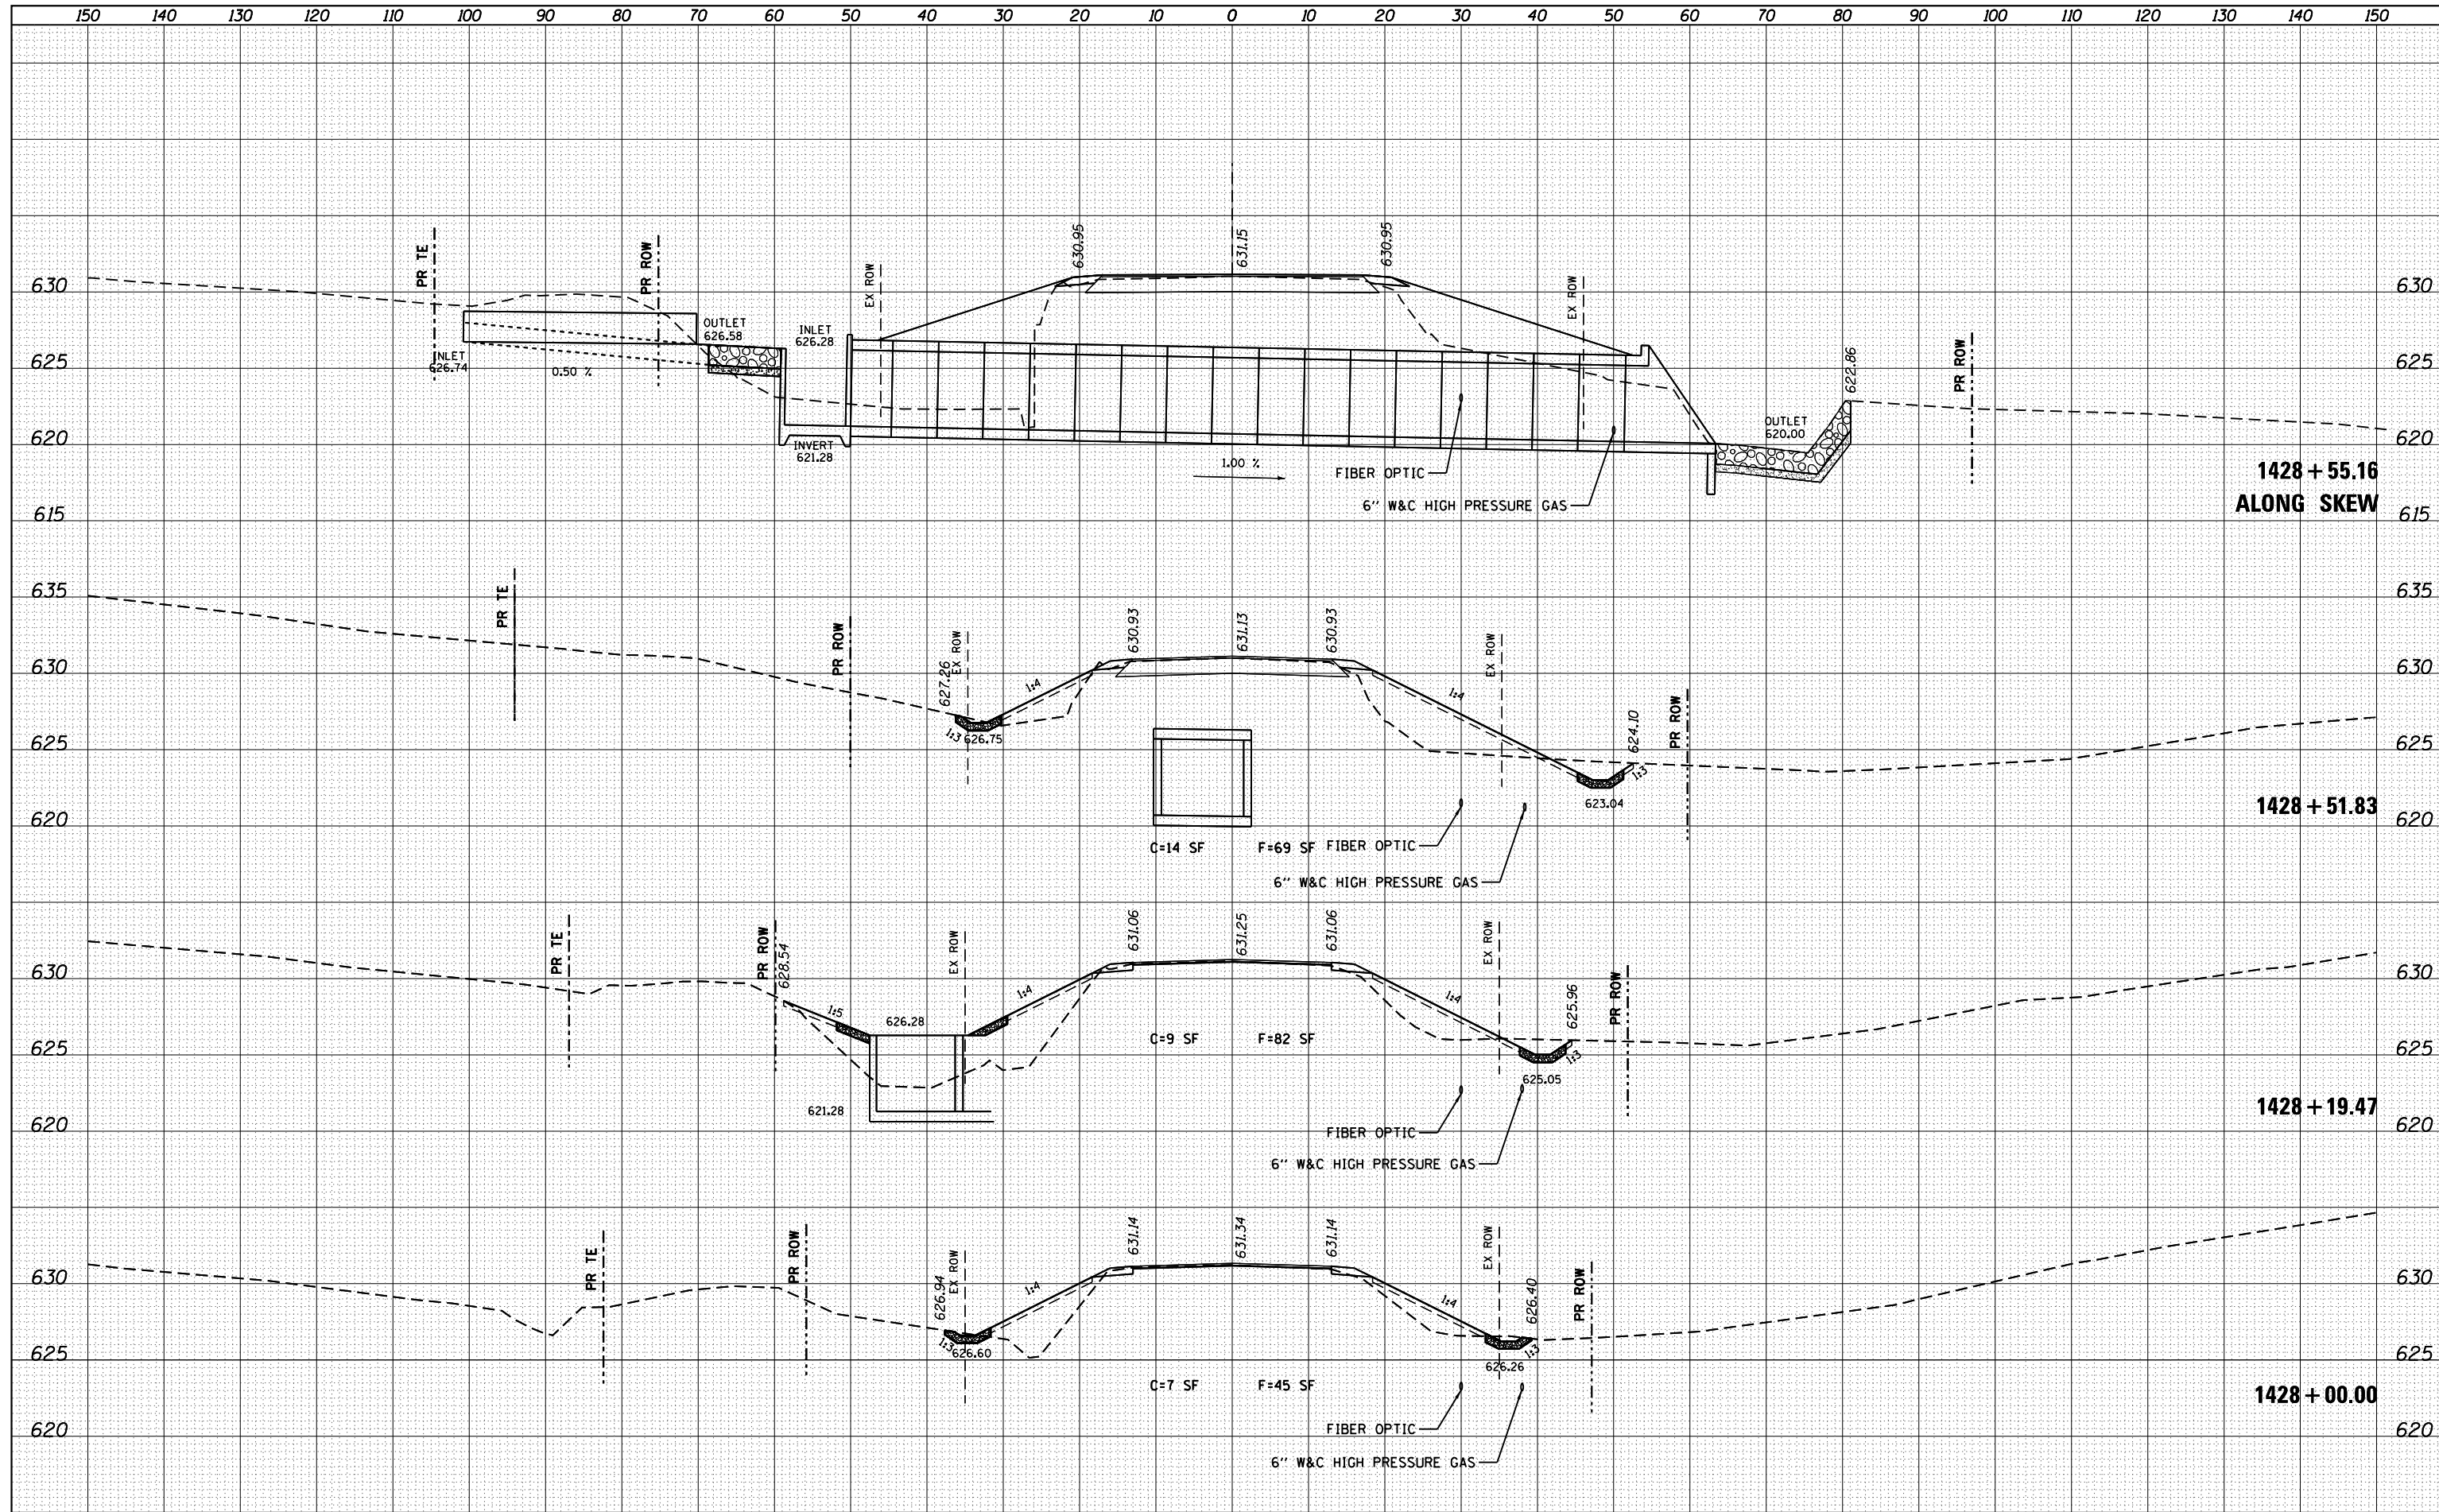 150 140 130 120 110 100 90 80 70 60 50 40 30 20 10 0 10 20 30 40 50 60 70 80 90 100 110 120 130 140 150
PR TE
PR ROW
EX ROW
630.95
631.15
630.95
EX ROW
622.86
PR ROW
630
630
OUTLET
626.58
INLET
626.28
INLET
626.74
0.50 %
625
625
620
620
INVERT
621.28
1.00 %
OUTLET
620.00
FIBER OPTIC
6'' W&C HIGH PRESSURE GAS
1428 + 55.16
ALONG SKEW
615
615
635
635
PR TE
PR ROW
627.26
EX ROW
630.93
631.13
630.93
EX ROW
624.10
PR ROW
630
630
1:4
1:4
1:3
626.75
625
625
1:3
623.04
620
620
1428 + 51.83
C=14 SF
F=69 SF
FIBER OPTIC
6'' W&C HIGH PRESSURE GAS
PR TE
PR ROW
628.54
EX ROW
631.06
631.25
631.06
EX ROW
625.96
PR ROW
630
630
1:5
1:4
1:4
626.28
C=9 SF
F=82 SF
625
625
1:3
625.05
621.28
620
620
1428 + 19.47
FIBER OPTIC
6'' W&C HIGH PRESSURE GAS
PR TE
PR ROW
626.94
EX ROW
631.14
631.34
631.14
EX ROW
626.40
PR ROW
630
630
1:4
1:4
1:3
626.60
1:3
626.26
625
625
C=7 SF
F=45 SF
1428 + 00.00
FIBER OPTIC
620
620
6'' W&C HIGH PRESSURE GAS